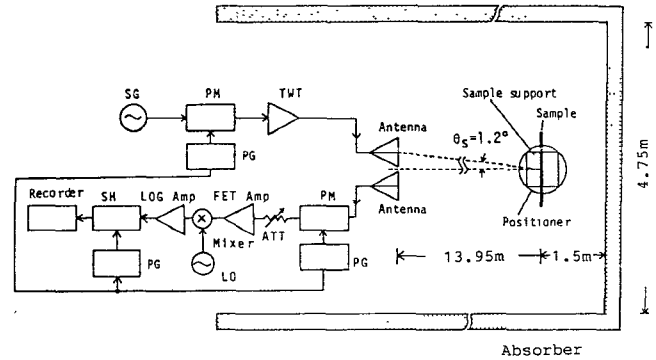 SG
PM
TWT
PG
Antenna
Antenna
θs=1.2°
Sample support
Sample
Positioner
4.75m
13.95m
1.5m
Recorder
SH
LOG Amp
FET Amp
PM
Mixer
ATT
PG
LO
PG
Absorber